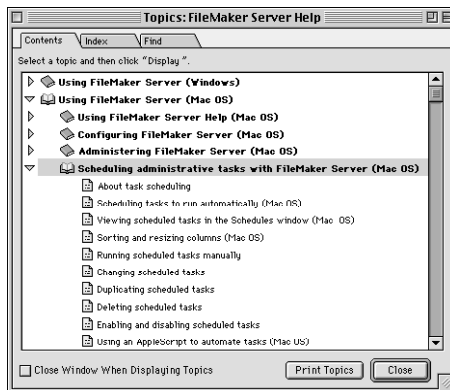 Topics: FileMaker Server Help
Contents Index Find
Select a topic and then click “Display ”.
Using FileMaker Server (Windows)
Using FileMaker Server (Mac OS)
Using FileMaker Server Help (Mac OS)
Configuring FileMaker Server (Mac OS)
Administering FileMaker Server (Mac OS)
Scheduling administrative tasks with FileMaker Server (Mac OS)
About task scheduling
Scheduling tasks to run automatically (Mac OS)
Viewing scheduled tasks in the Schedules window (Mac OS)
Sorting and resizing columns (Mac OS)
Running scheduled tasks manually
Changing scheduled tasks
Duplicating scheduled tasks
Deleting scheduled tasks
Enabling and disabling scheduled tasks
Using an AppleScript to automate tasks (Mac OS)
Close Window When Displaying Topics Print Topics Close